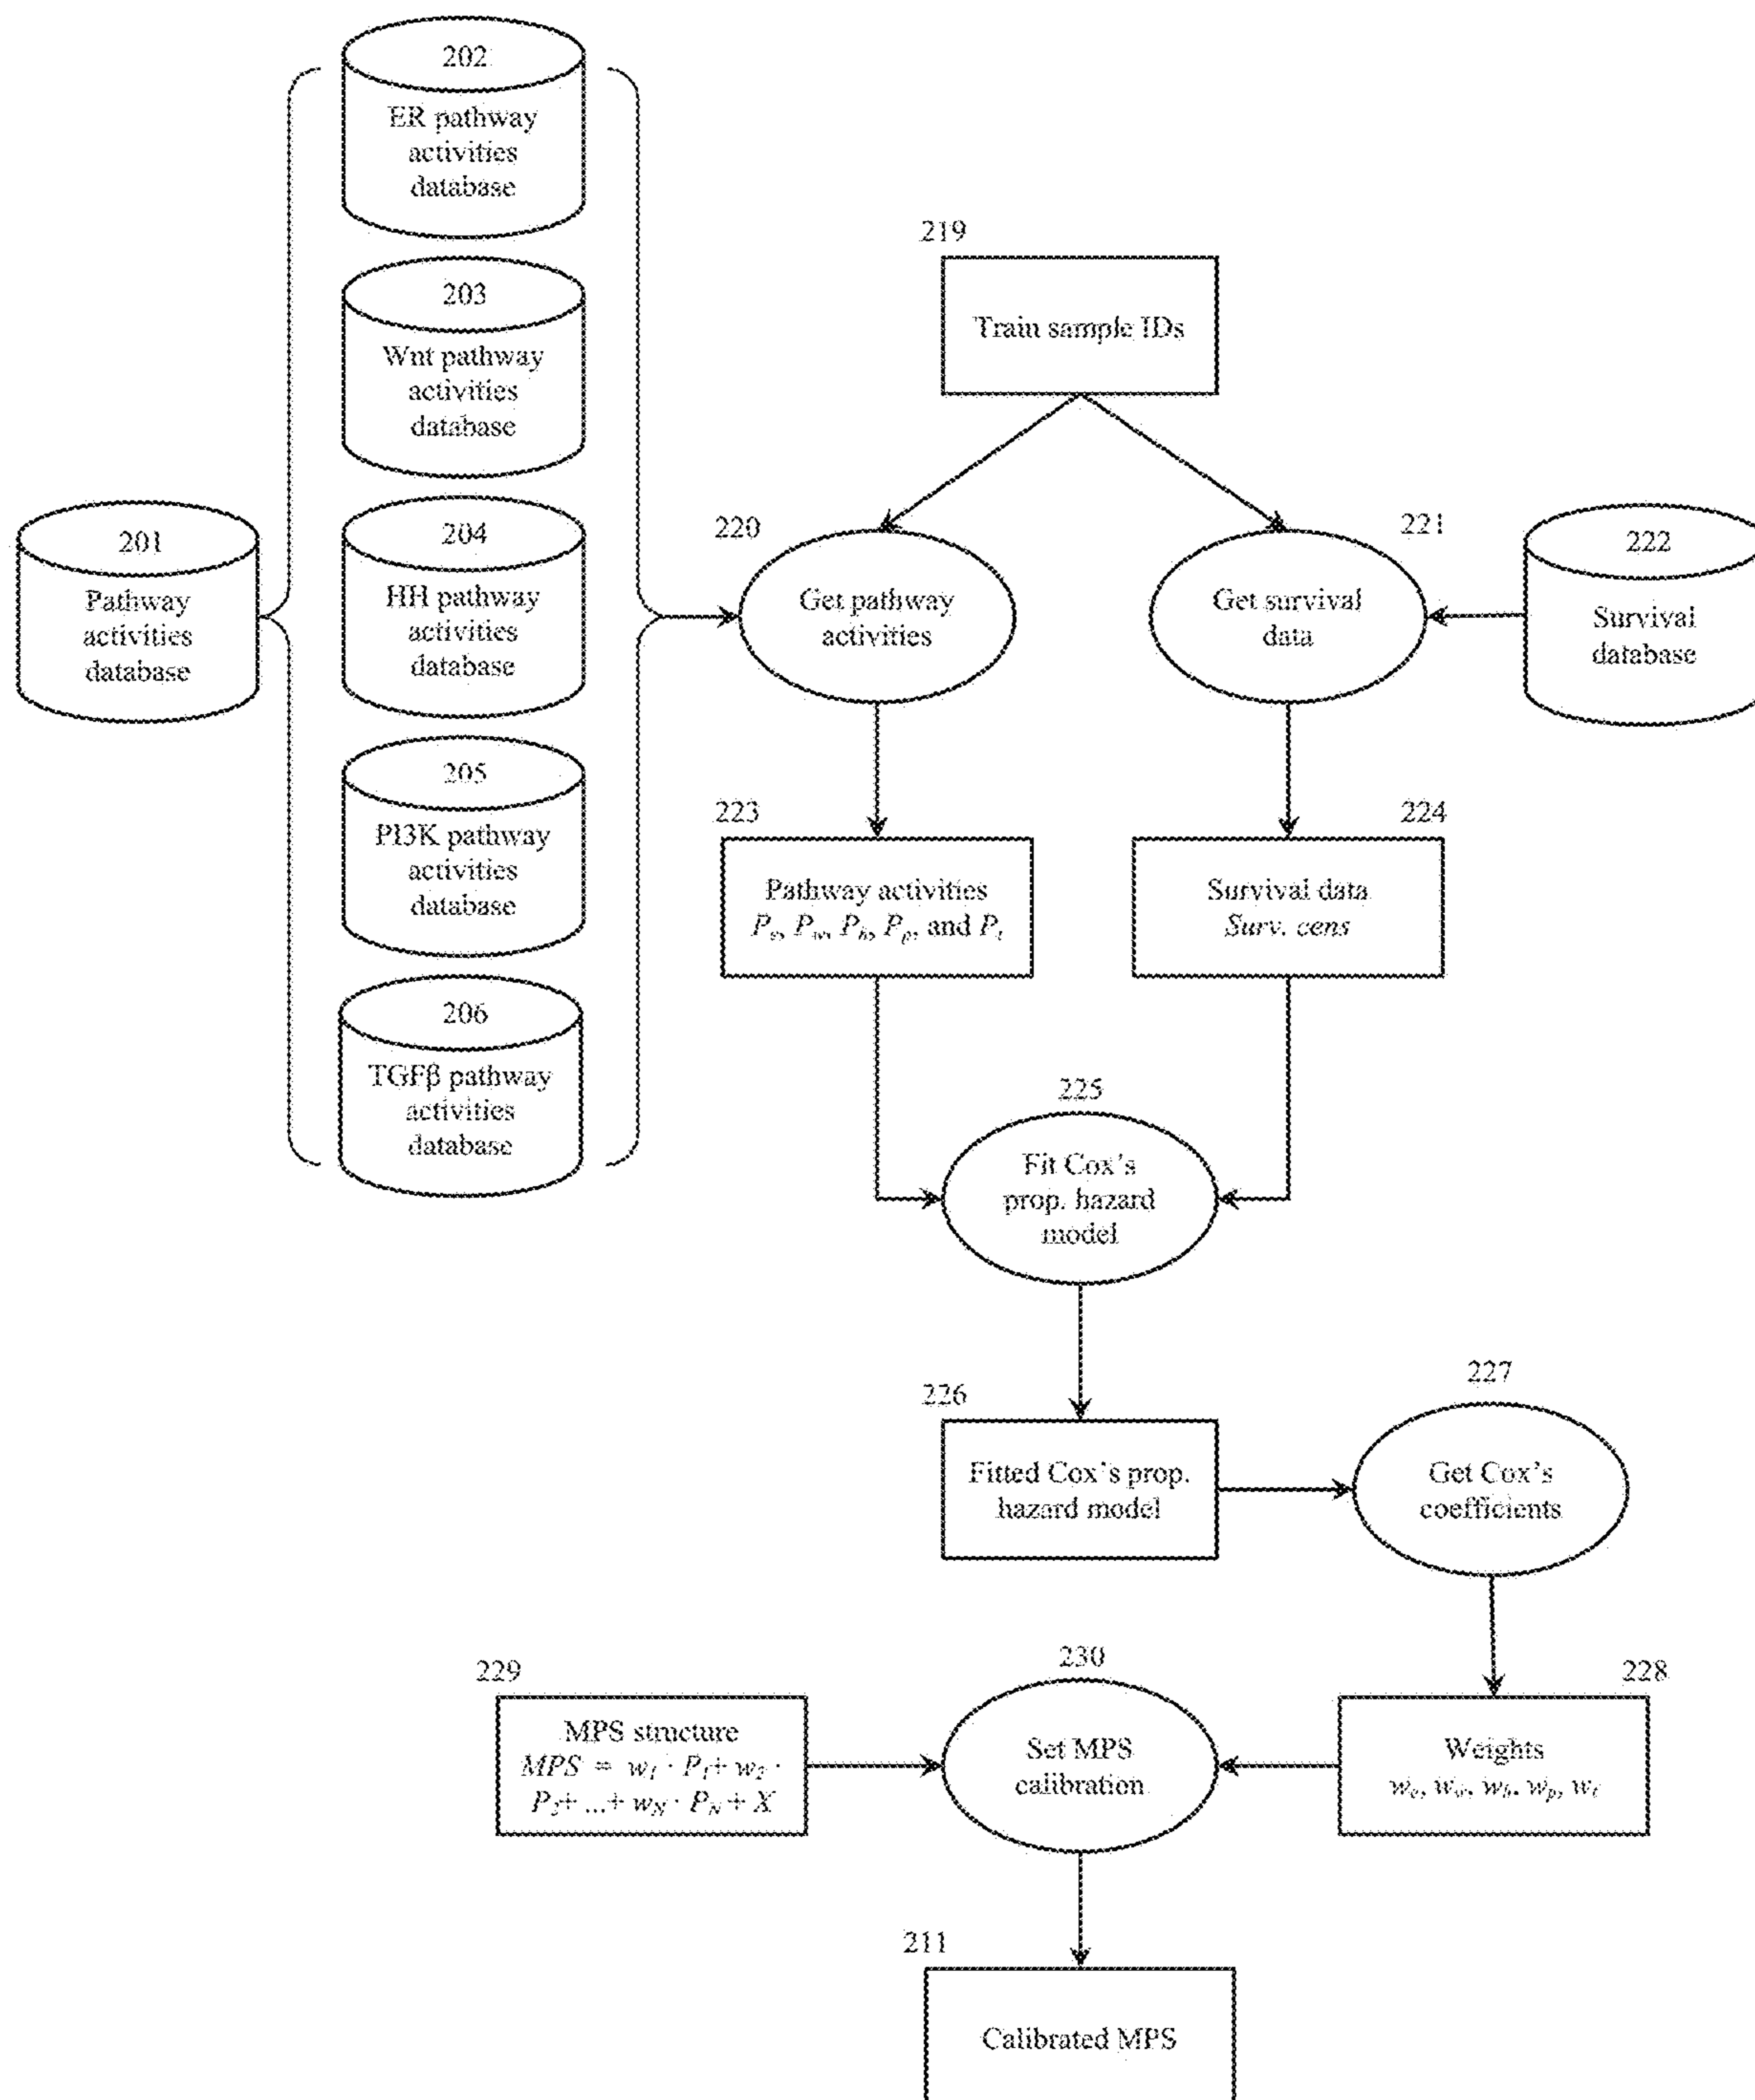 202
ER pathway
activities
database
203
Wnt pathway
activities
database
201
Pathway
activities
database
204
HH pathway
activities
database
205
PI3K pathway
activities
database
206
TGFβ pathway
activities
database
219
Train sample IDs
220
Get pathway
activities
221
Get survival
data
222
Survival
database
223
Pathway activities
Pe, Pw, Ph, Pp, and Pt
224
Survival data
Surv. cens
225
Fit Cox's
prop. hazard
model
226
Fitted Cox's prop.
hazard model
227
Get Cox's
coefficients
229
MPS structure
MPS = w1 · P1+ w2 ·
P2+ ...+ wN · PN + X
230
Set MPS
calibration
228
Weights
we, ww, wh, wp, wt
211
Calibrated MPS